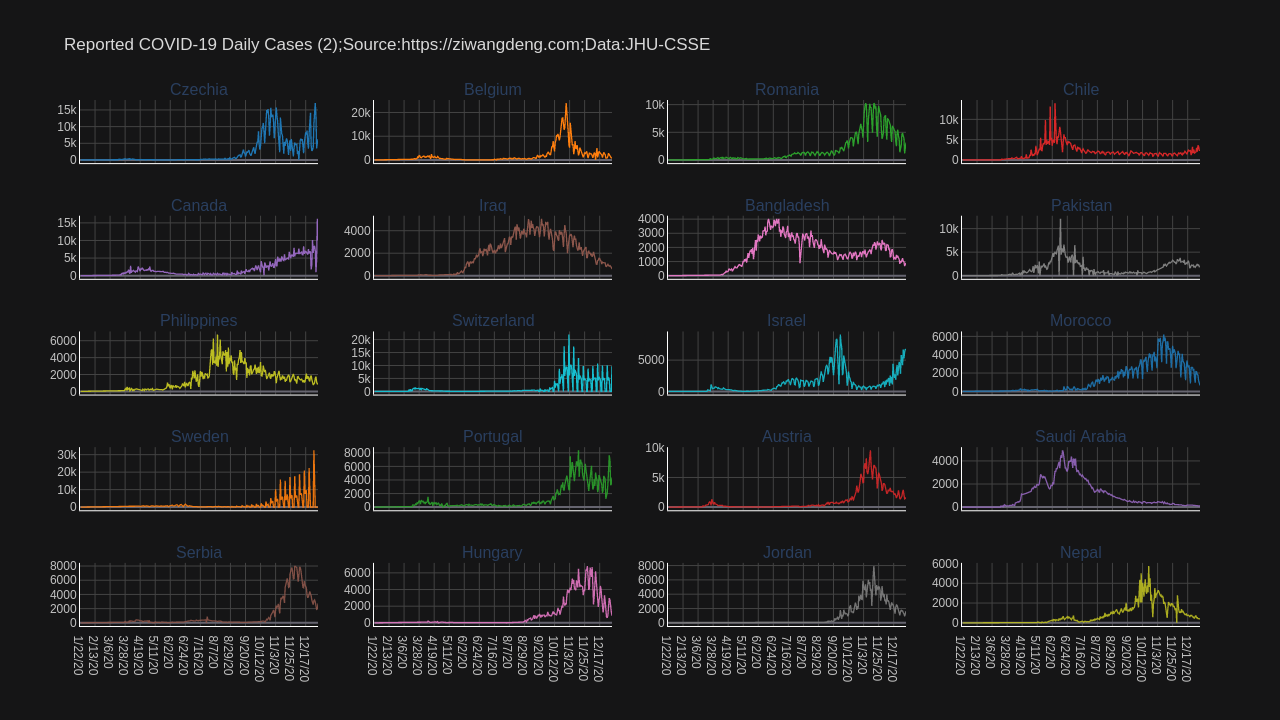 Reported COVID-19 Daily Cases (2);Source:https://ziwangdeng.com;Data:JHU-CSSE
Czechia
15k
10k
5k
0
Belgium
20k
10k
0
Romania
10k
5k
0
Chile
10k
5k
0
Canada
15k
10k
5k
0
Iraq
4000
2000
0
Bangladesh
4000
3000
2000
1000
Pakistan
10k
5k
0
Philippines
6000
4000
2000
0
Switzerland
20k
15k
10k
5k
0
Israel
5000
0
Morocco
6000
4000
2000
0
Sweden
30k
20k
10k
0
Portugal
8000
6000
4000
2000
0
Austria
10k
5k
0
Saudi Arabia
4000
2000
0
Serbia
8000
6000
4000
2000
0
1/22/20
2/13/20
3/6/20
3/28/20
4/19/20
5/11/20
6/2/20
6/24/20
7/16/20
8/7/20
8/29/20
9/20/20
10/12/20
11/3/20
11/25/20
12/17/20
Hungary
6000
4000
2000
0
1/22/20
2/13/20
3/6/20
3/28/20
4/19/20
5/11/20
6/2/20
6/24/20
7/16/20
8/7/20
8/29/20
9/20/20
10/12/20
11/3/20
11/25/20
12/17/20
Jordan
8000
6000
4000
2000
0
1/22/20
2/13/20
3/6/20
3/28/20
4/19/20
5/11/20
6/2/20
6/24/20
7/16/20
8/7/20
8/29/20
9/20/20
10/12/20
11/3/20
11/25/20
12/17/20
Nepal
6000
4000
2000
0
1/22/20
2/13/20
3/6/20
3/28/20
4/19/20
5/11/20
6/2/20
6/24/20
7/16/20
8/7/20
8/29/20
9/20/20
10/12/20
11/3/20
11/25/20
12/17/20